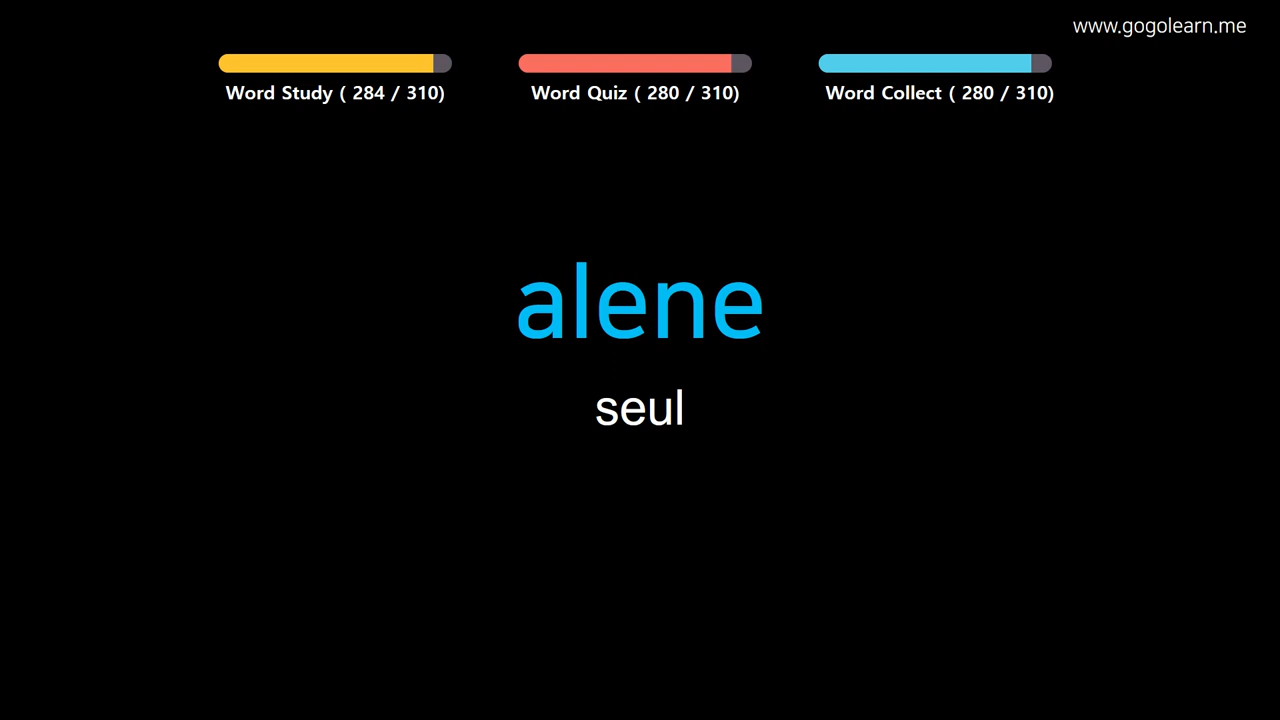 www.gogolearn.me
Word Study ( 284 / 310)
Word Quiz ( 280 / 310)
Word Collect ( 280 / 310)
alene
seul